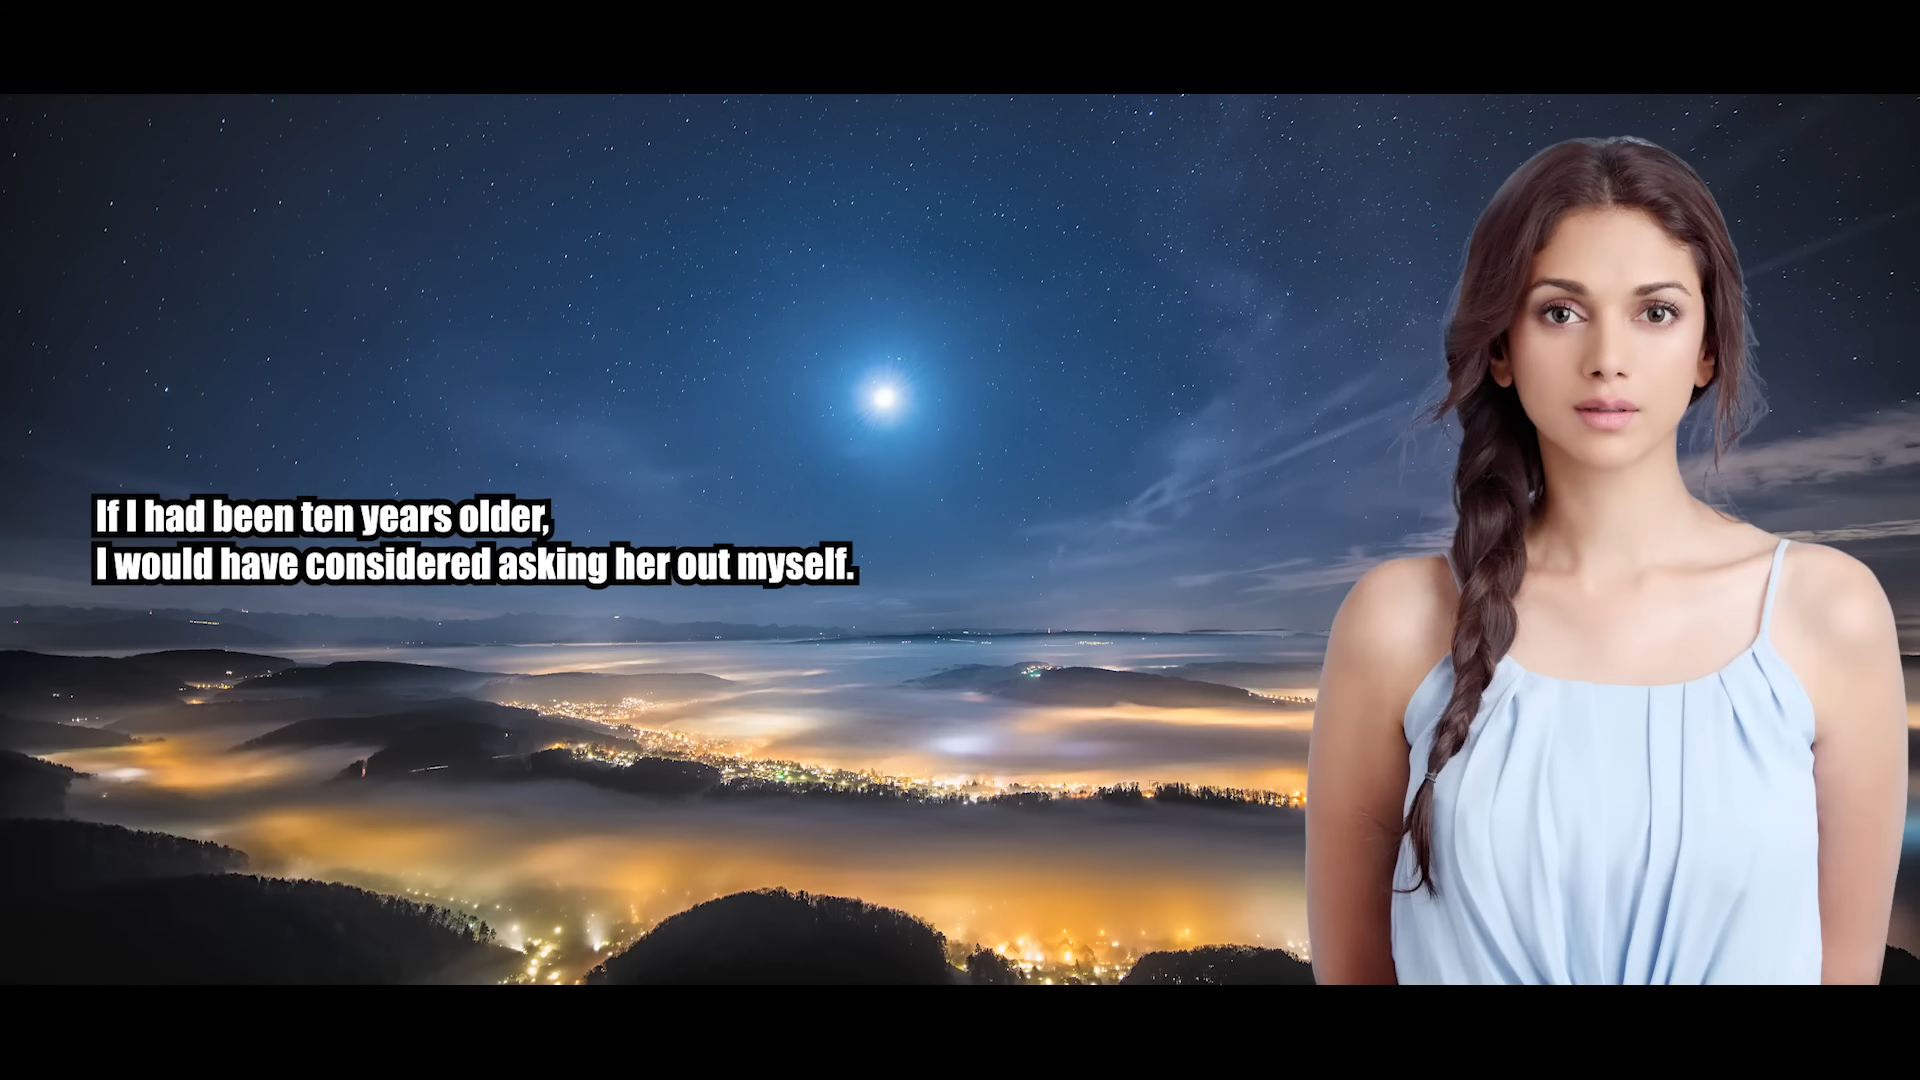 If I had been ten years older,
I would have considered asking her out myself.